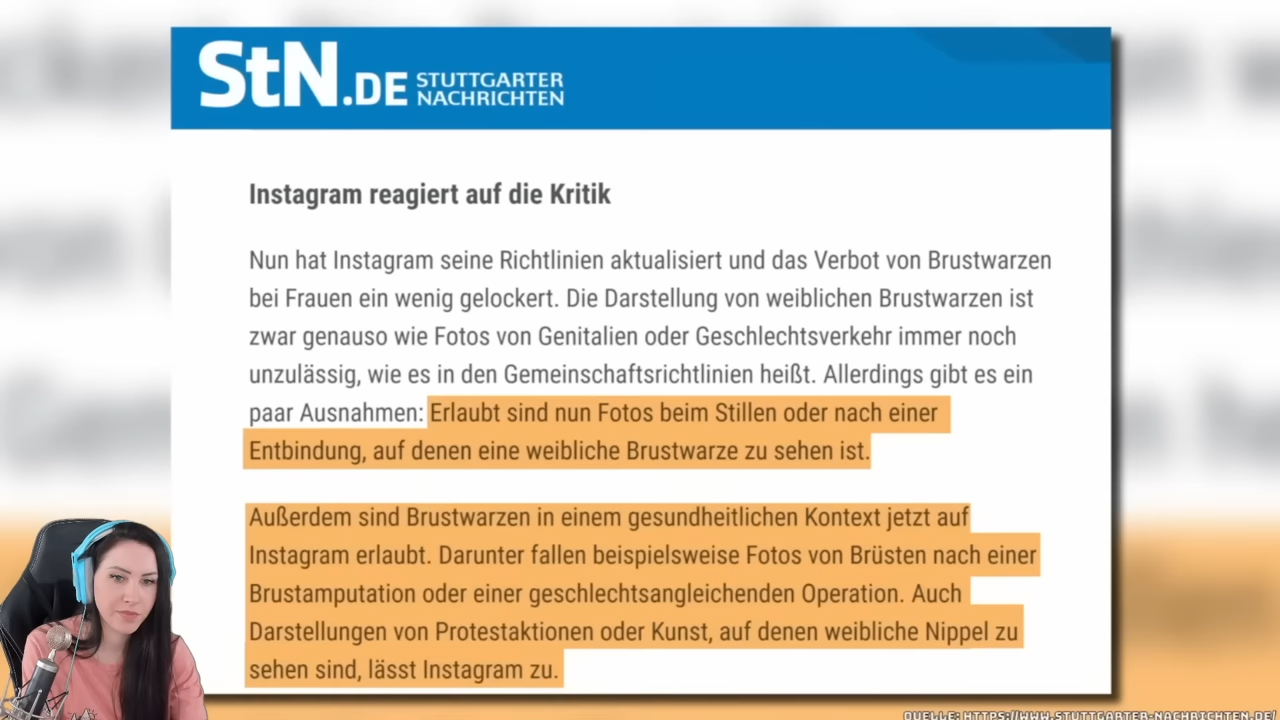 StN.DE STUTTGARTER NACHRICHTEN
Instagram reagiert auf die Kritik
Nun hat Instagram seine Richtlinien aktualisiert und das Verbot von Brustwarzen
bei Frauen ein wenig gelockert. Die Darstellung von weiblichen Brustwarzen ist
zwar genauso wie Fotos von Genitalien oder Geschlechtsverkehr immer noch
unzulässig, wie es in den Gemeinschaftsrichtlinien heißt. Allerdings gibt es ein
paar Ausnahmen: Erlaubt sind nun Fotos beim Stillen oder nach einer
Entbindung, auf denen eine weibliche Brustwarze zu sehen ist.
Außerdem sind Brustwarzen in einem gesundheitlichen Kontext jetzt auf
Instagram erlaubt. Darunter fallen beispielsweise Fotos von Brüsten nach einer
Brustamputation oder einer geschlechtsangleichenden Operation. Auch
Darstellungen von Protestaktionen oder Kunst, auf denen weibliche Nippel zu
sehen sind, lässt Instagram zu.
QUELLE: HTTPS://WWW.STUTTGARTER-NACHRICHTEN.DE/